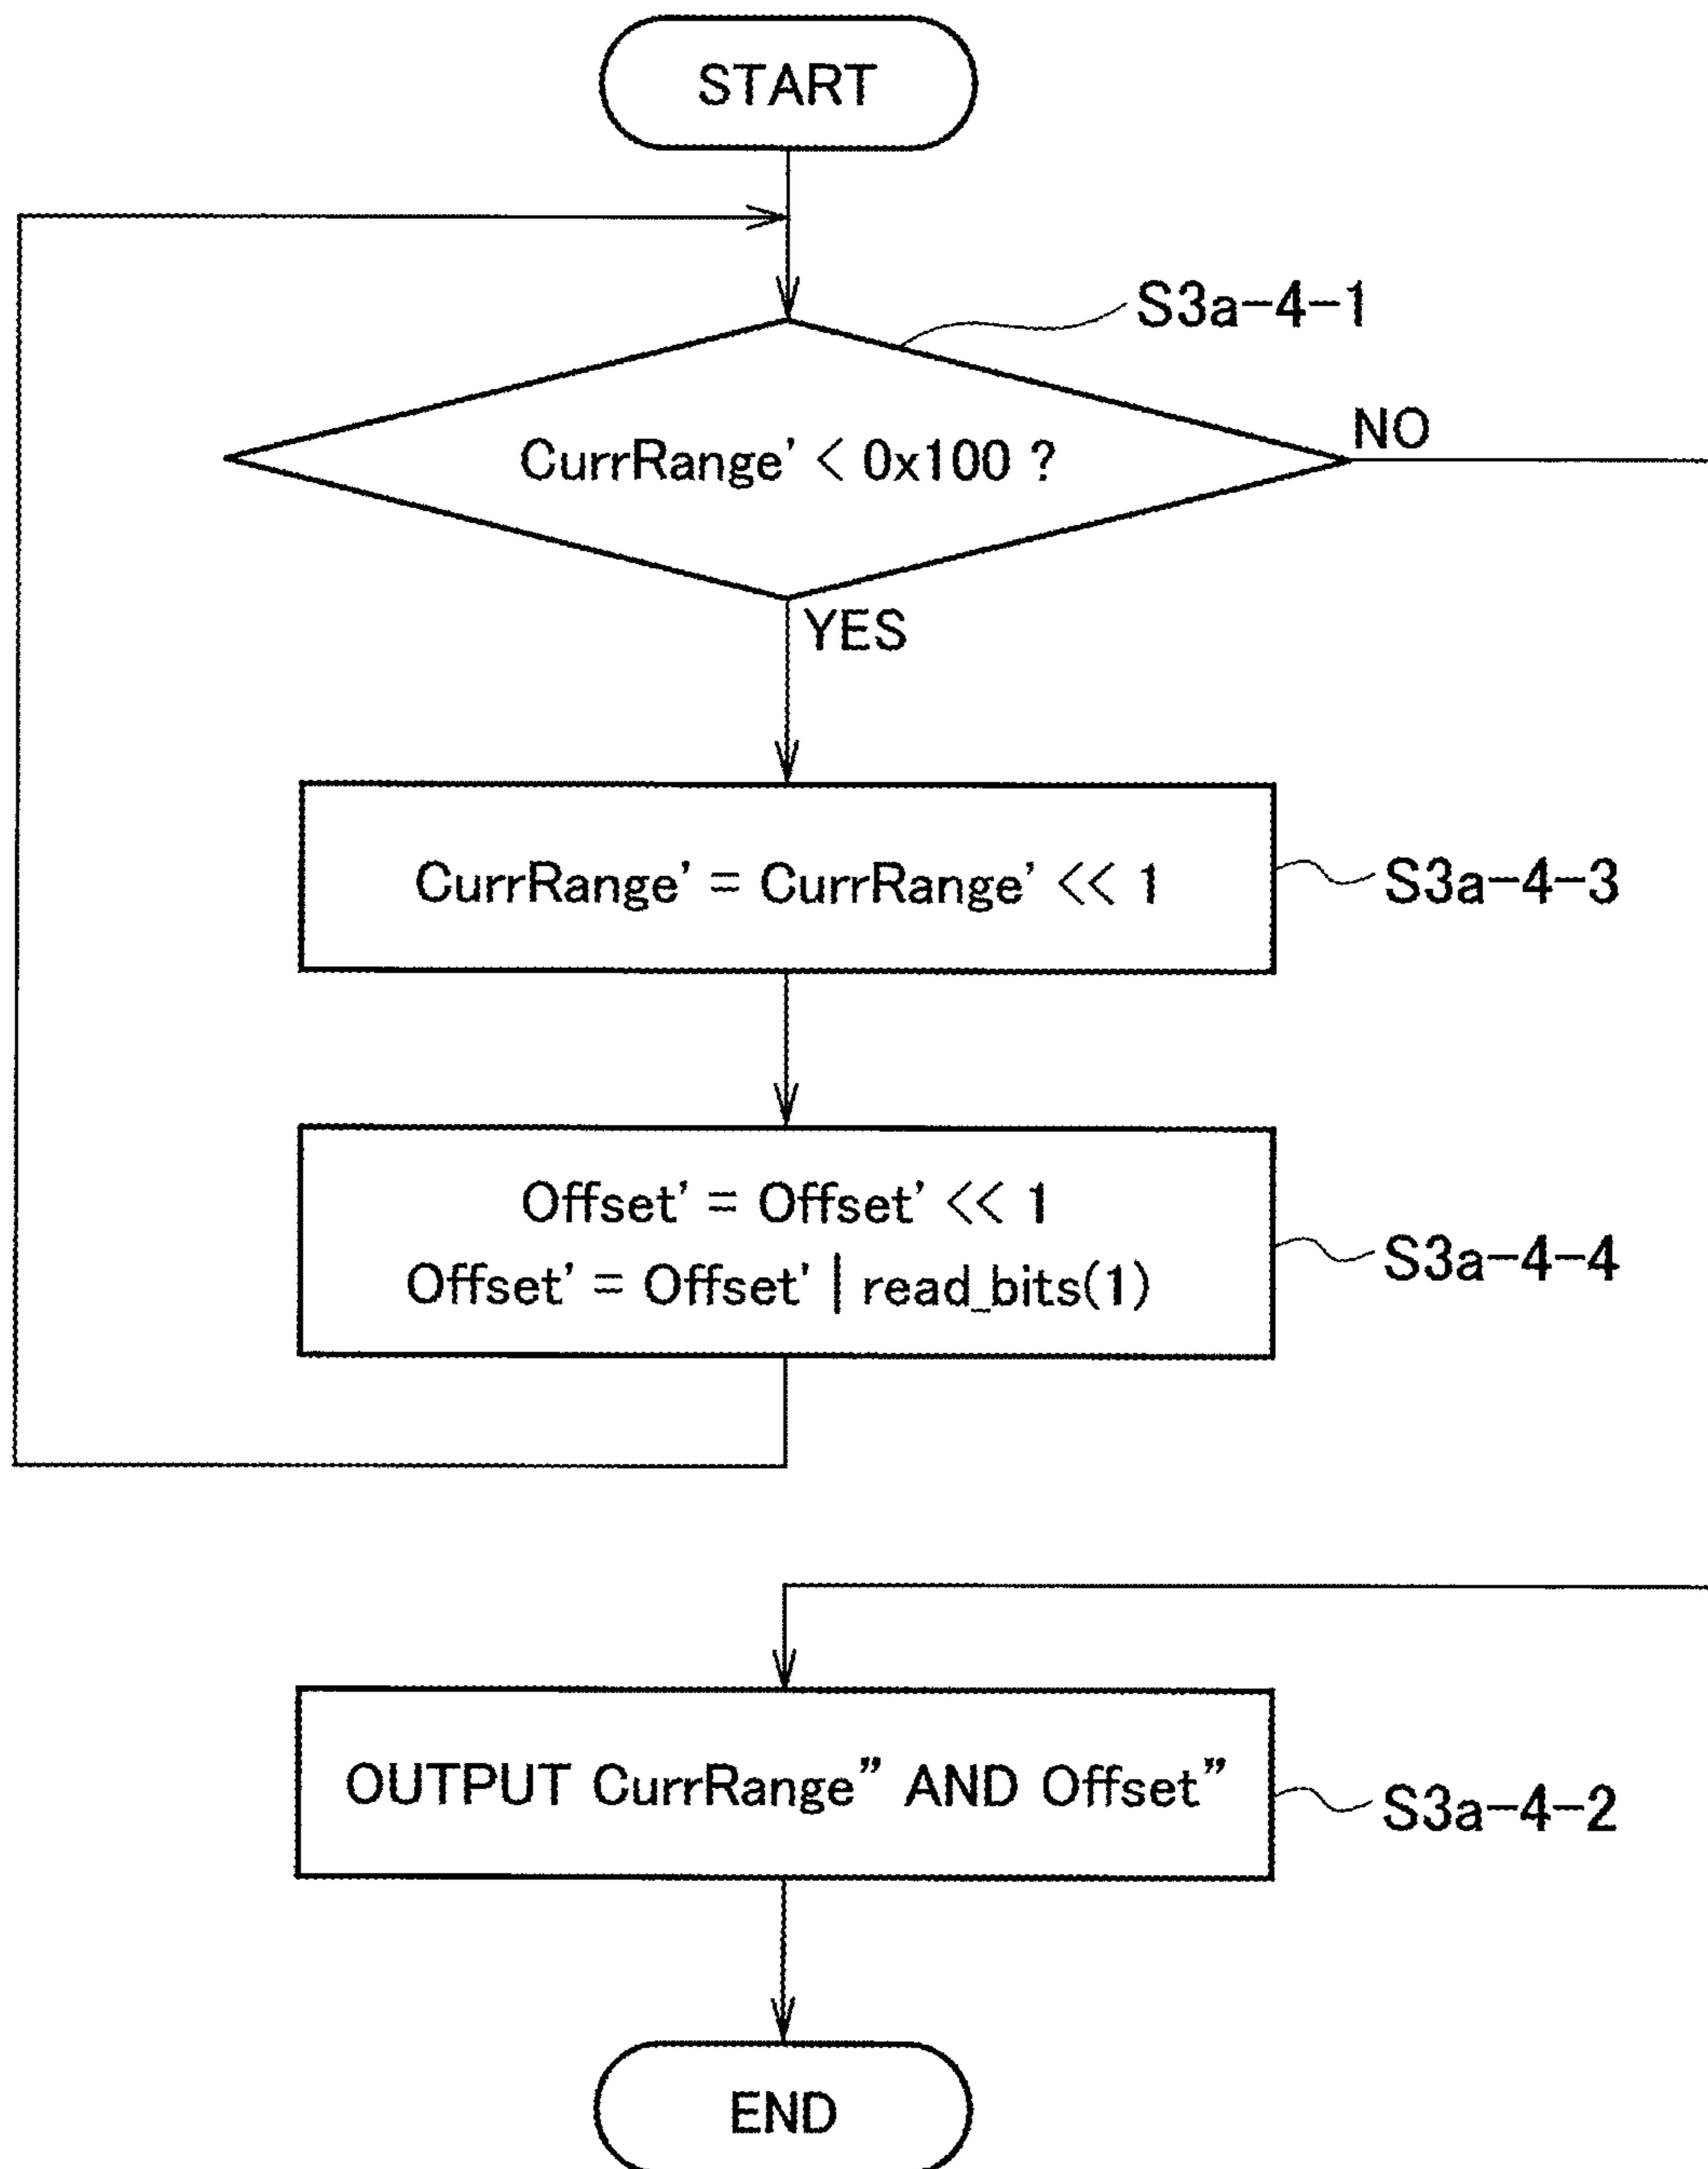 START
S3a-4-1
CurrRange' < 0x100 ?
NO
YES
CurrRange' = CurrRange' << 1
S3a-4-3
Offset' = Offset' << 1
Offset' = Offset' | read_bits(1)
S3a-4-4
OUTPUT CurrRange” AND Offset”
S3a-4-2
END